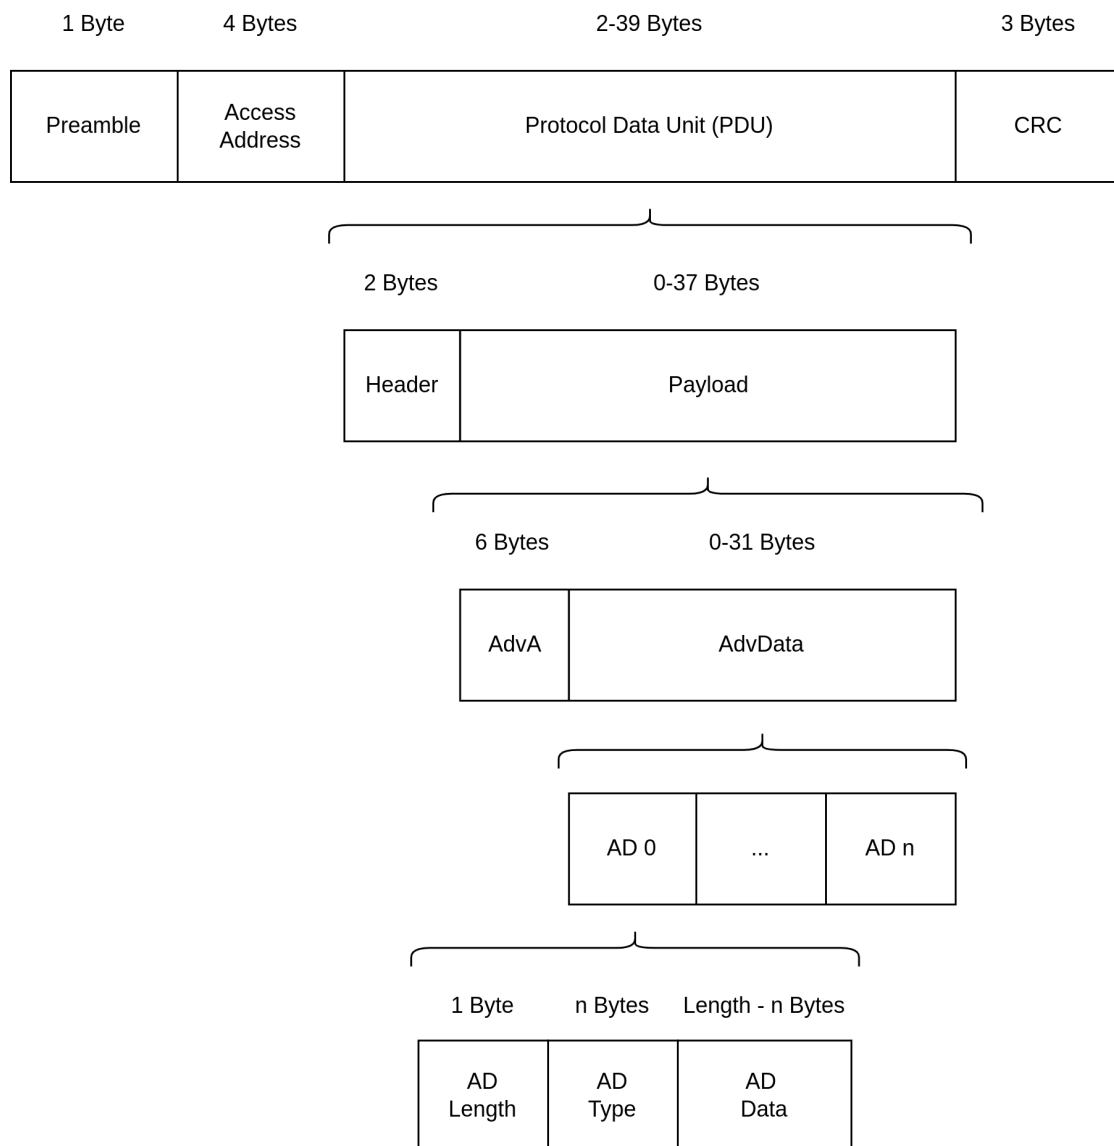 1 Byte
4 Bytes
2-39 Bytes
3 Bytes
Preamble
Access
Address
Protocol Data Unit (PDU)
CRC
2 Bytes
0-37 Bytes
Header
Payload
6 Bytes
0-31 Bytes
AdvA
AdvData
AD 0
...
AD n
1 Byte
n Bytes
Length - n Bytes
AD
Length
AD
Type
AD
Data